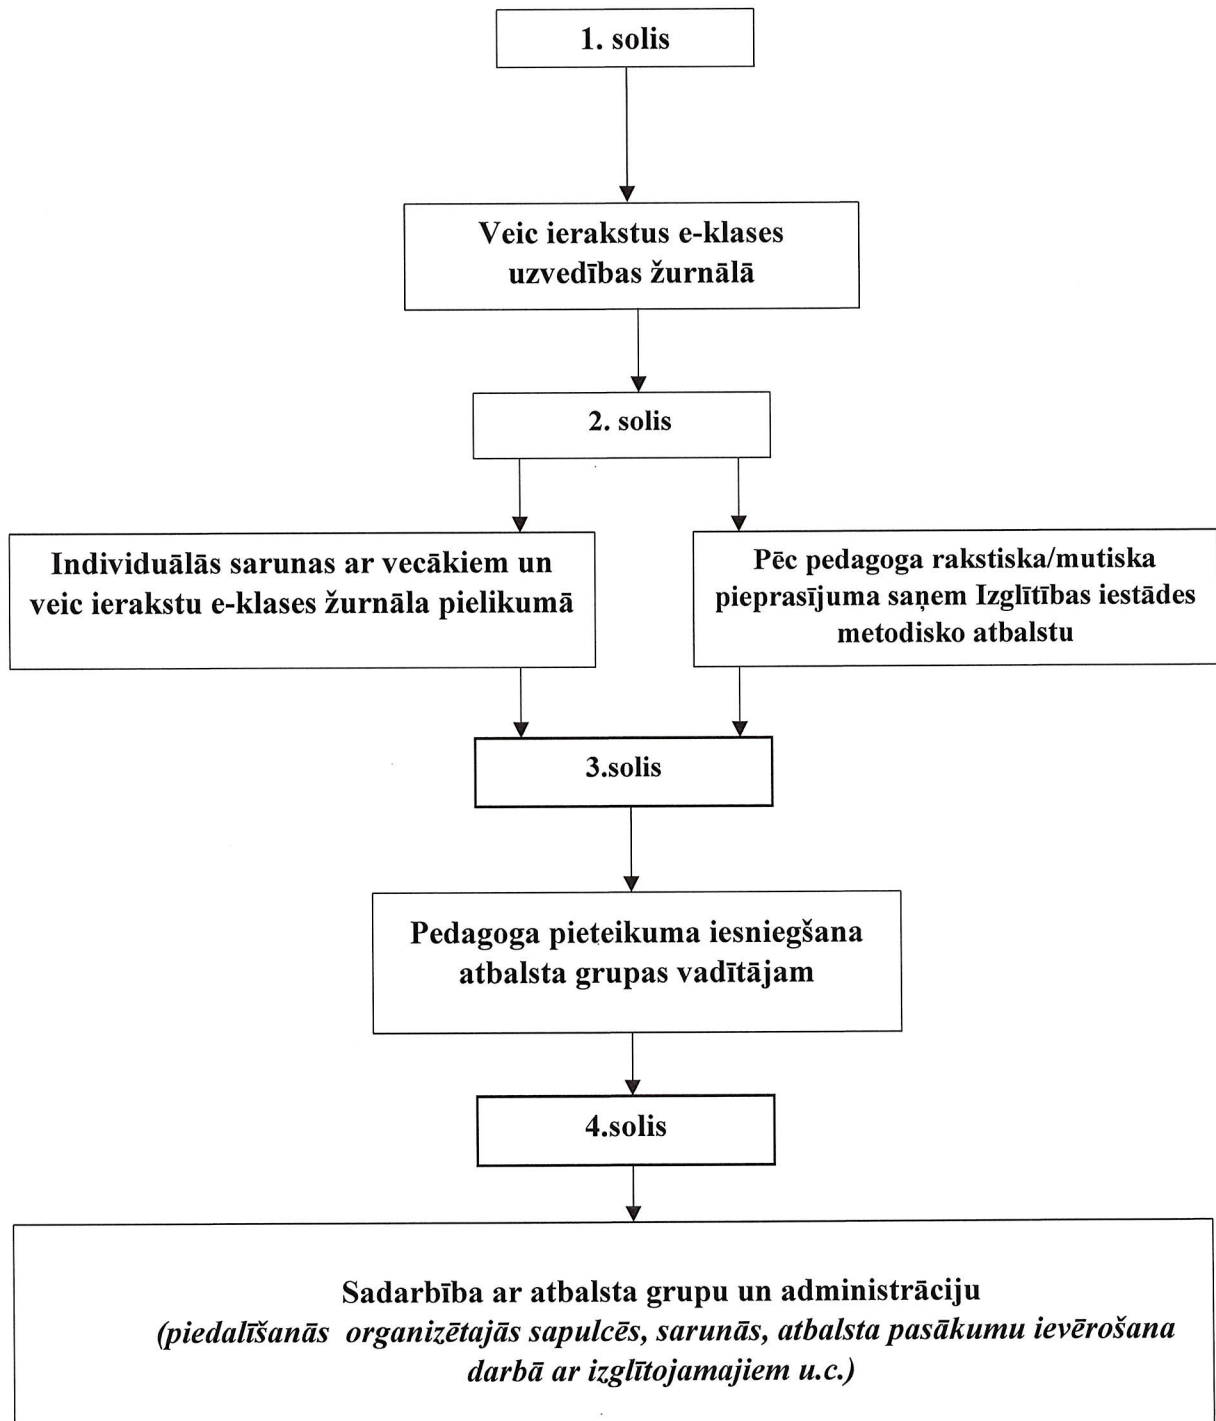 1. solis
Veic ierakstus e-klases
uzvedības žurnālā
2. solis
Individuālās sarunas ar vecākiem un
veic ierakstu e-klases žurnāla pielikumā
Pēc pedagoga rakstiska/mutiska
pieprasījuma saņem Izglītības iestādes
metodisko atbalstu
3.solis
Pedagoga pieteikuma iesniegšana
atbalsta grupas vadītājam
4.solis
Sadarbība ar atbalsta grupu un administrāciju
(piedalīšanās organizētajās sapulcēs, sarunās, atbalsta pasākumu ievērošana
darbā ar izglītojamajiem u.c.)